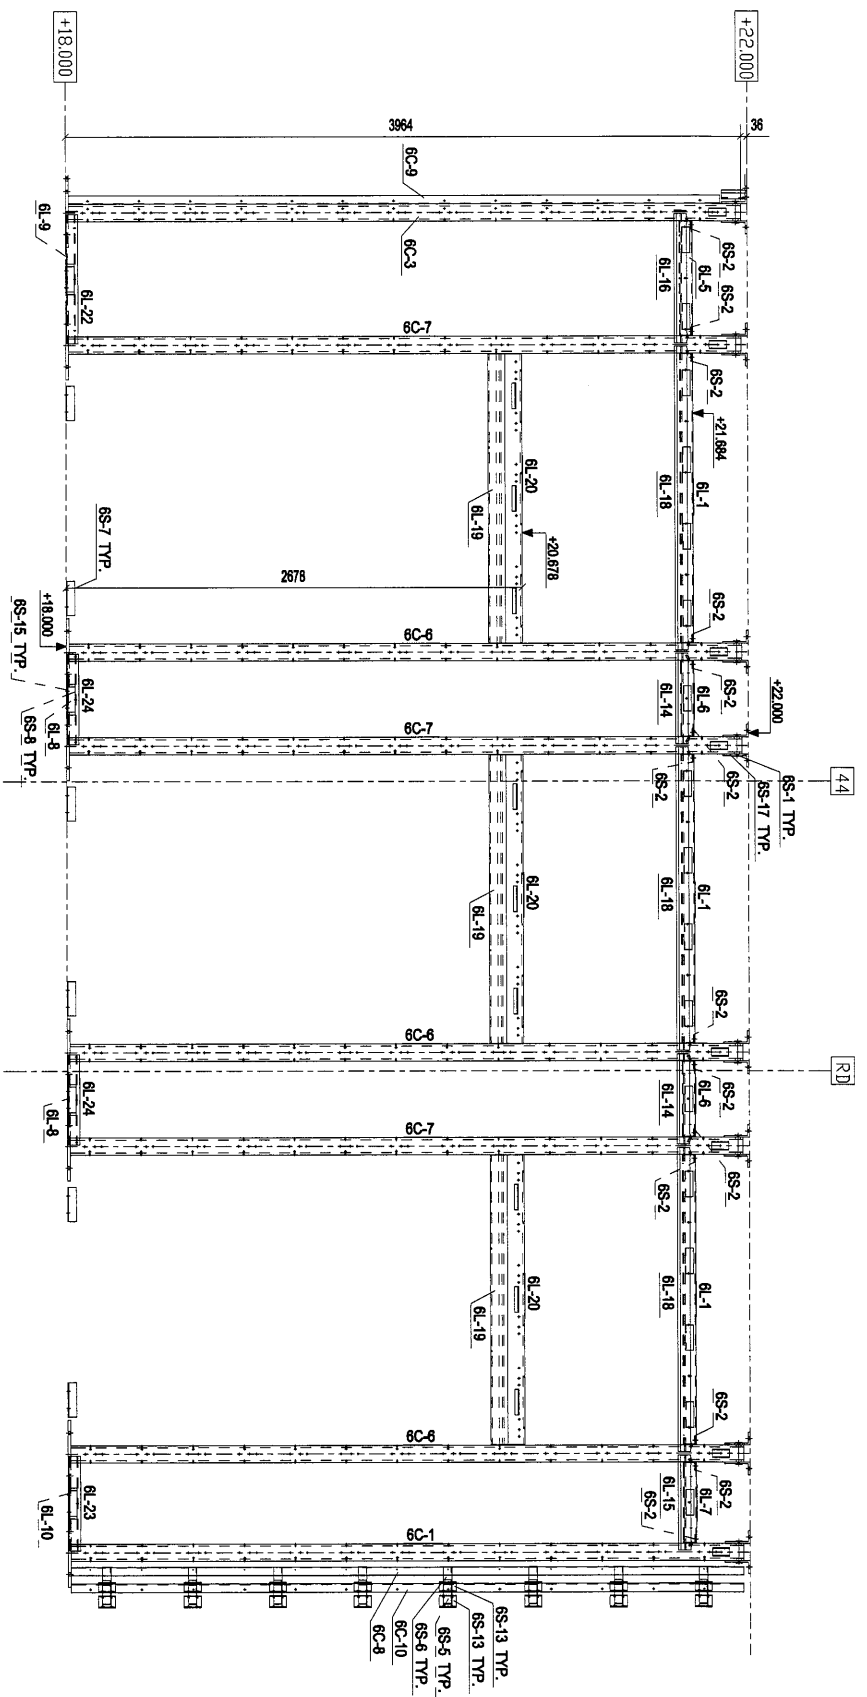 +18.000
+22.000
3964
36
6C-9
6C-3
6L-9
6L-22
6S-2
6L-5
6S-2
6L-16
6C-7
6S-2
+21.684
6L-1
6L-18
6L-20
6L-19
+20.678
6S-7 TYP.
2678
+18.000
6S-15 TYP.
6S-2
6C-6
6L-24
6L-8
6S-8 TYP.
6L-14
6L-6
6S-2
+22.000
6C-7
6S-2
6S-2
6S-17 TYP.
6S-1 TYP.
44
6L-20
6L-19
6L-18
6L-1
6S-2
6C-6
RD
6L-24
6L-8
6L-14
6L-6
6S-2
6C-7
6S-2
6S-2
6L-20
6L-19
6L-18
6L-1
6S-2
6C-6
6L-23
6L-10
6L-15
6S-2
6L-7
6S-2
6C-1
6C-8
6C-10
6S-6 TYP.
6S-5 TYP.
6S-13 TYP.
6S-13 TYP.